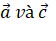 a⃗ và c⃗